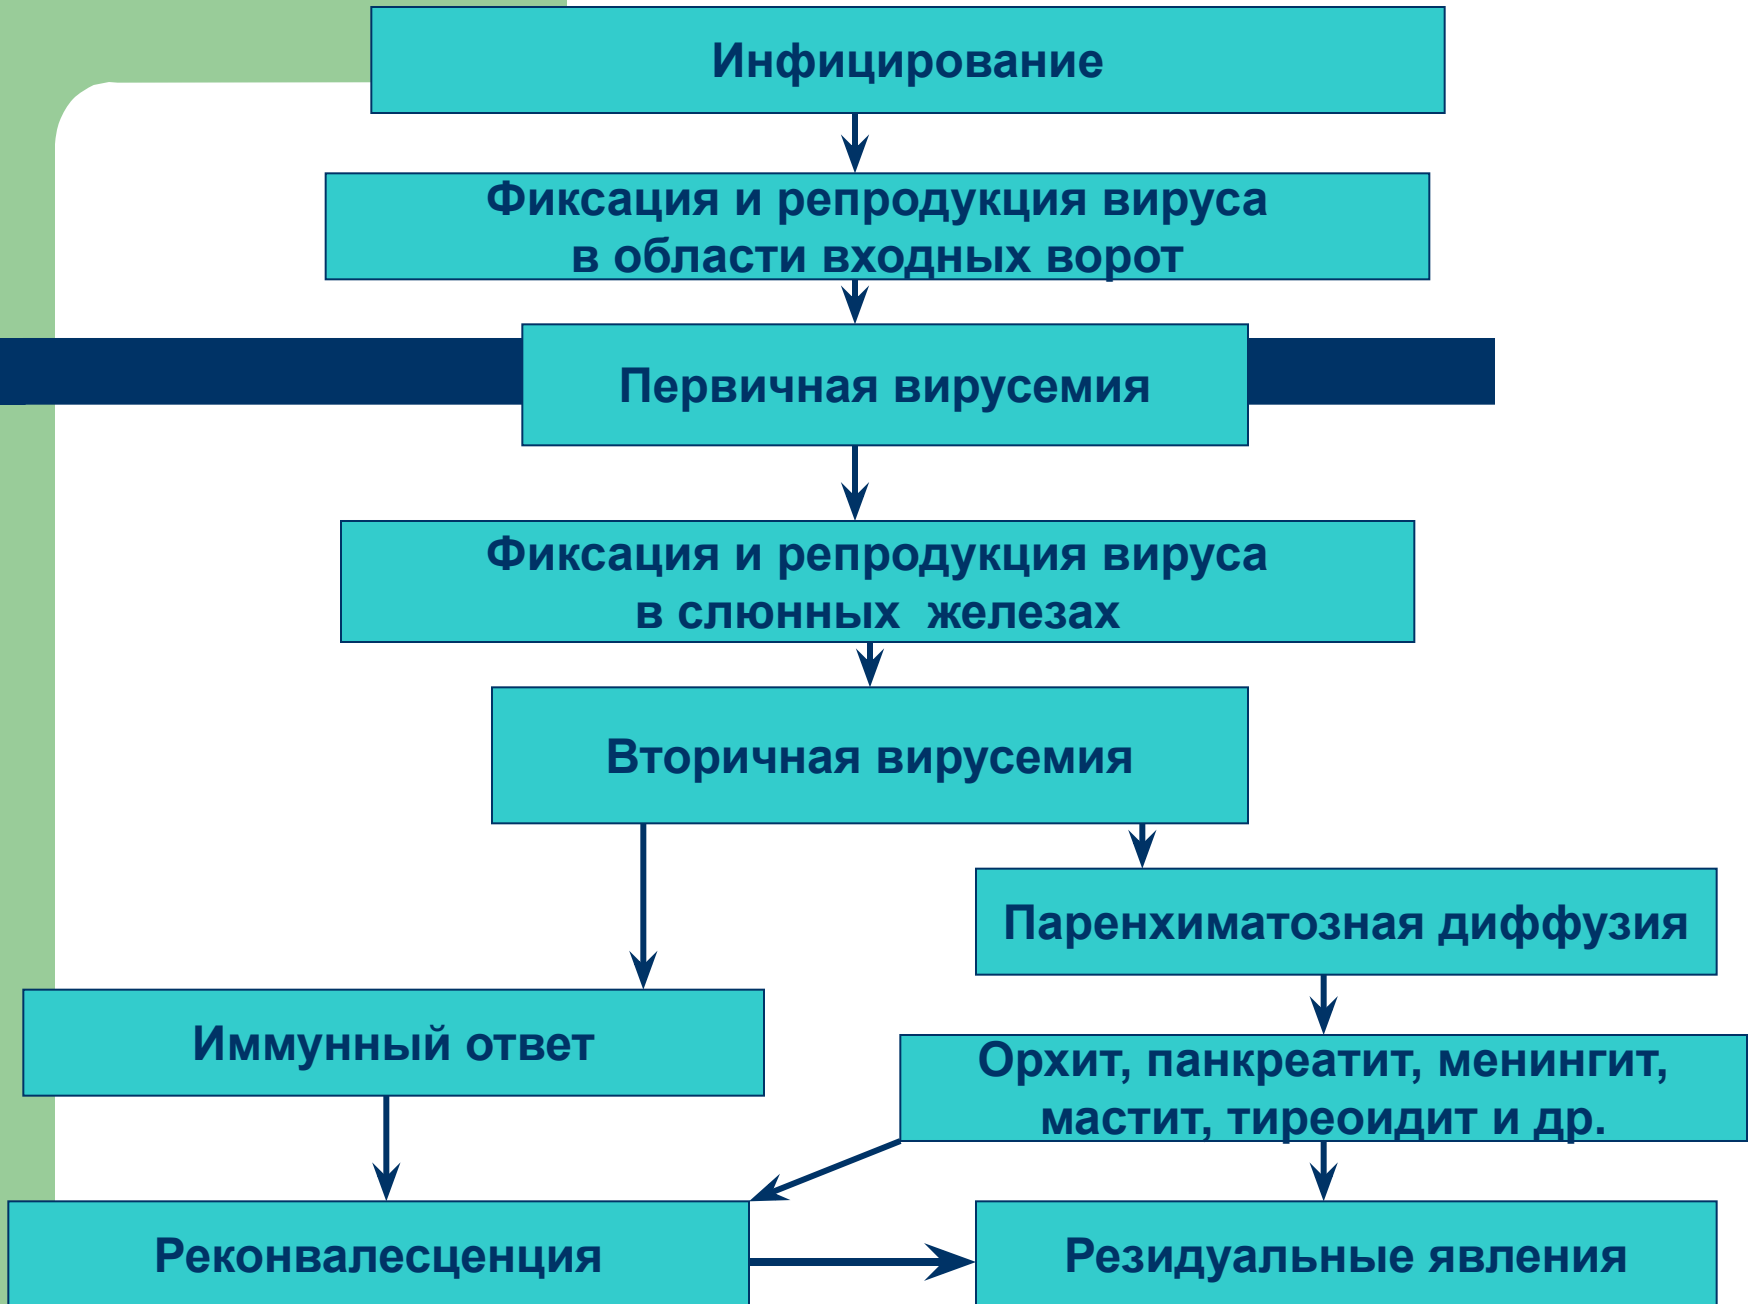 Инфицирование
Фиксация и репродукция вируса
в области входных ворот
Первичная вирусемия
Фиксация и репродукция вируса
в слюнных железах
Вторичная вирусемия
Паренхиматозная диффузия
Иммунный ответ
Орхит, панкреатит, менингит,
мастит, тиреоидит и др.
Реконвалесценция
Резидуальные явления